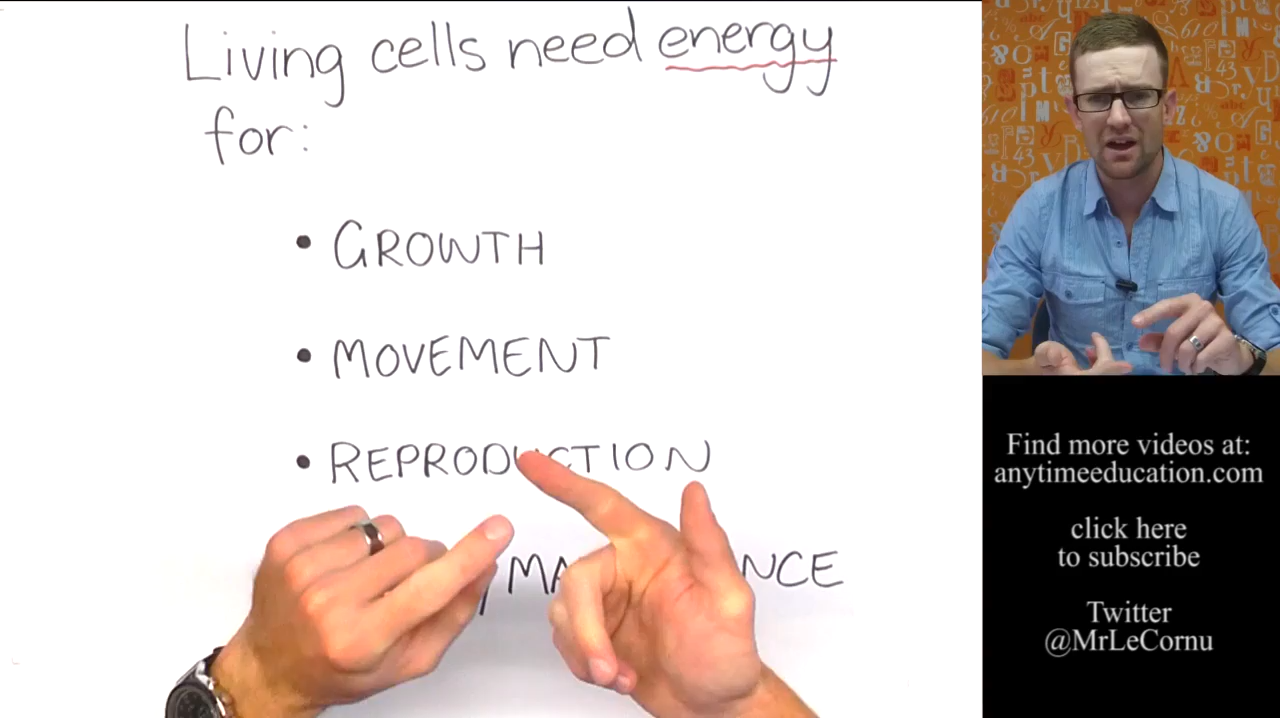 Living cells need energy
for:
• GROWTH
• MOVEMENT
• REPRODUCTION
Find more videos at:
anytimeeducation.com
click here
to subscribe
Twitter
@MrLeCornu